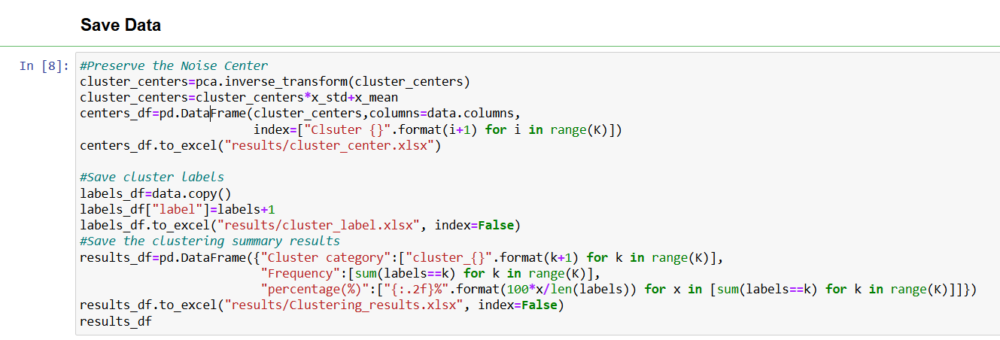 Save Data
In [8]: #Preserve the Noise Center
cluster_centers=pca.inverse_transform(cluster_centers)
cluster_centers=cluster_centers*x_std+x_mean
centers_df=pd.DataFrame(cluster_centers,columns=data.columns,
index=["Clsuter {}".format(i+1) for i in range(K)])
centers_df.to_excel("results/cluster_center.xlsx")
#Save cluster labels
labels_df=data.copy()
labels_df["label"]=labels+1
labels_df.to_excel("results/cluster_label.xlsx", index=False)
#Save the clustering summary results
results_df=pd.DataFrame({"Cluster category":["cluster_{}".format(k+1) for k in range(K)],
"Frequency":[sum(labels==k) for k in range(K)],
"percentage(%)":["{:.2f}%".format(100*x/len(labels)) for x in [sum(labels==k) for k in range(K)]]})
results_df.to_excel("results/Clustering_results.xlsx", index=False)
results_df